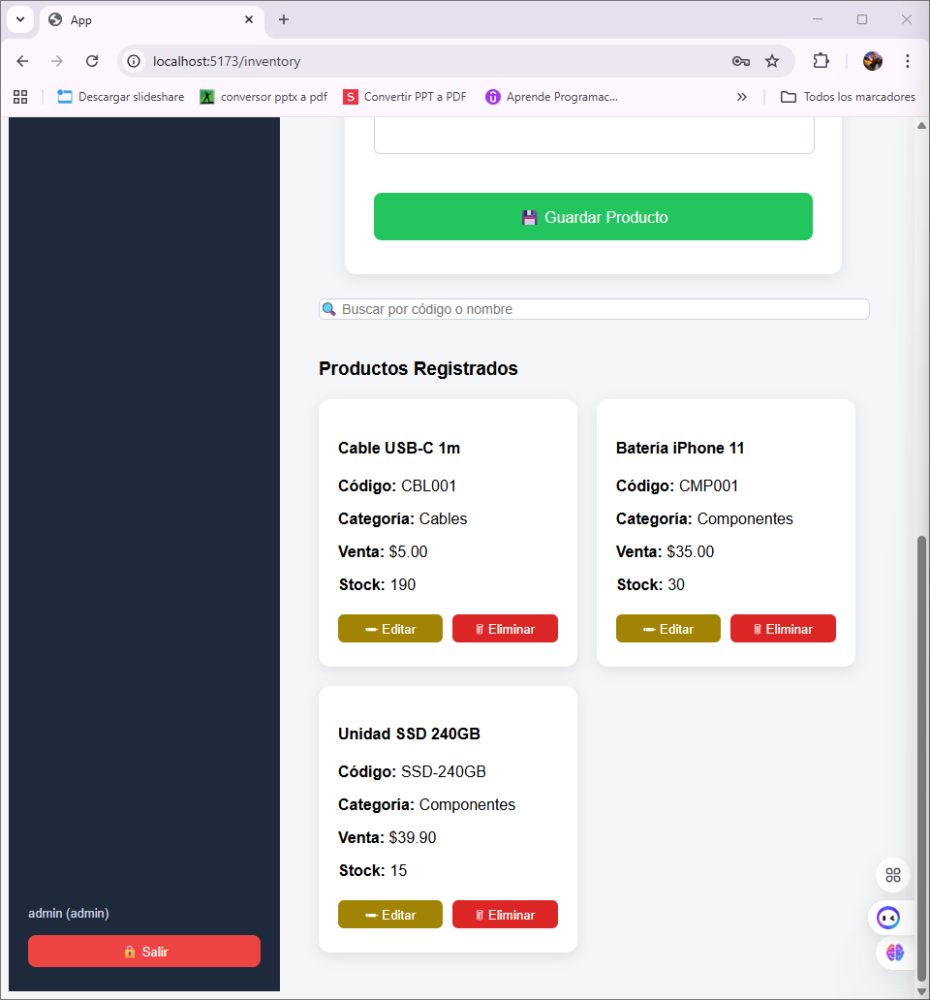 App
localhost:5173/inventory
Descargar slideshare
conversor pptx a pdf
Convertir PPT a PDF
Aprende Programac...
Todos los marcadores
💾 Guardar Producto
🔍 Buscar por código o nombre
Productos Registrados
Cable USB-C 1m
Código: CBL001
Categoría: Cables
Venta: $5.00
Stock: 190
Editar
Eliminar
Batería iPhone 11
Código: CMP001
Categoría: Componentes
Venta: $35.00
Stock: 30
Editar
Eliminar
Unidad SSD 240GB
Código: SSD-240GB
Categoría: Componentes
Venta: $39.90
Stock: 15
Editar
Eliminar
admin (admin)
🔒 Salir